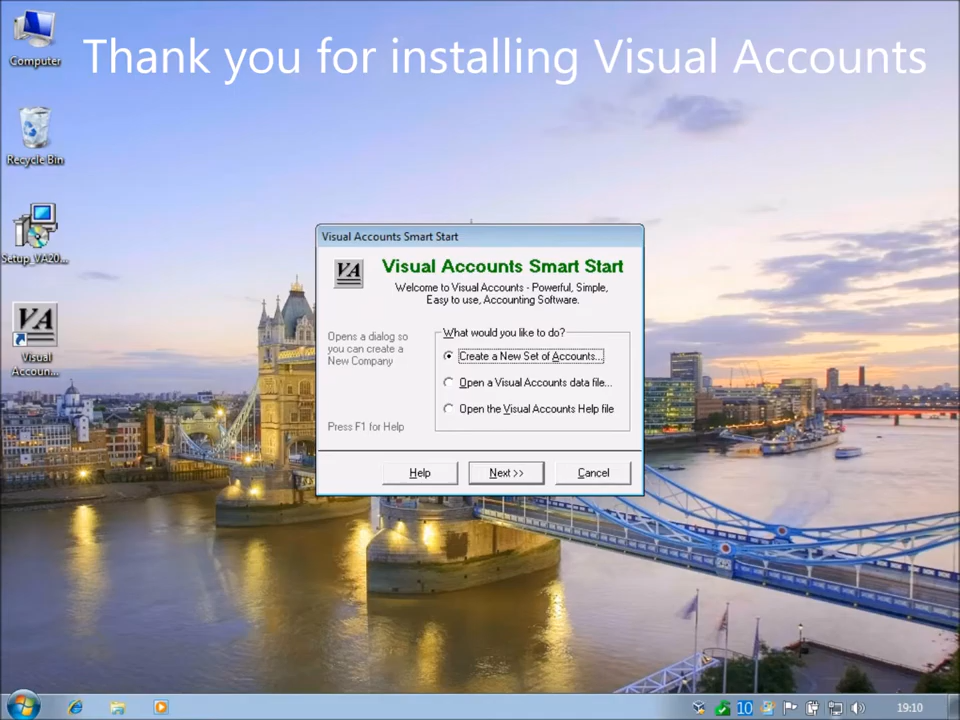 Computer
Thank you for installing Visual Accounts
Recycle Bin
Setup_VA20...
VA
Visual
Accoun...
Visual Accounts Smart Start
VA
Visual Accounts Smart Start
Welcome to Visual Accounts - Powerful, Simple,
Easy to use, Accounting Software.
Opens a dialog so
you can create a
New Company
What would you like to do?
Create a New Set of Accounts...
Open a Visual Accounts data file...
Open the Visual Accounts Help file
Press F1 for Help
Help
Next >>
Cancel
10
19:10